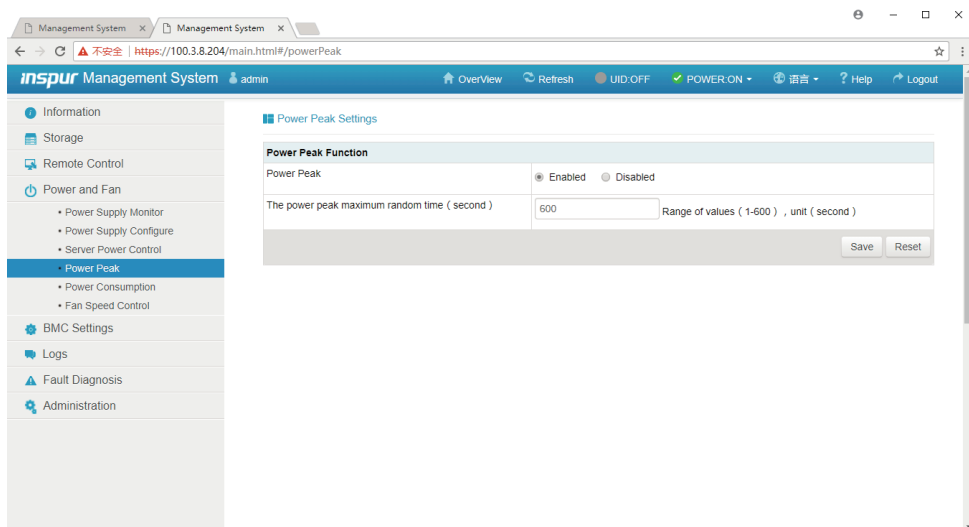 Management System
Management System
不安全 | https://100.3.8.204/main.html#/powerPeak
inspur Management System admin OverView Refresh UID:OFF POWER:ON 语言 Help Logout
Information
Storage
Remote Control
Power and Fan
• Power Supply Monitor
• Power Supply Configure
• Server Power Control
• Power Peak
• Power Consumption
• Fan Speed Control
BMC Settings
Logs
Fault Diagnosis
Administration
Power Peak Settings
Power Peak Function
Power Peak Enabled Disabled
The power peak maximum random time（second） 600 Range of values（1-600）, unit（second）
Save Reset